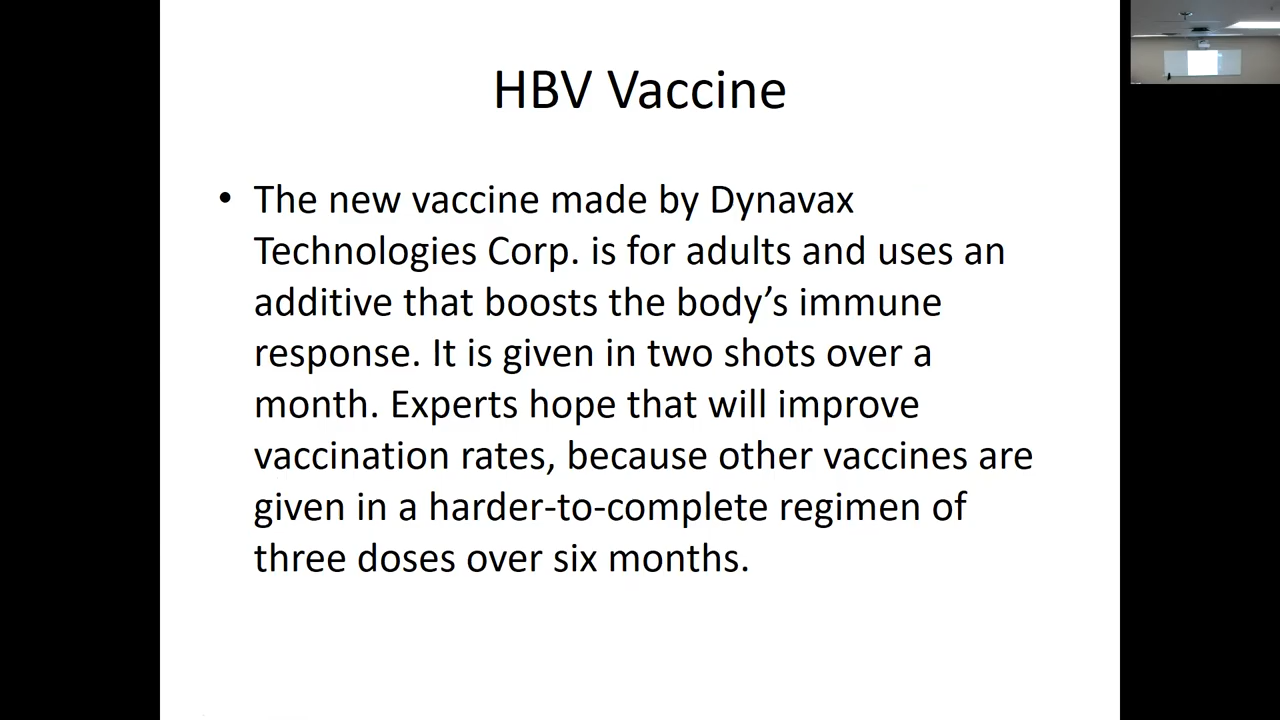 HBV Vaccine
• The new vaccine made by Dynavax
Technologies Corp. is for adults and uses an
additive that boosts the body’s immune
response. It is given in two shots over a
month. Experts hope that will improve
vaccination rates, because other vaccines are
given in a harder-to-complete regimen of
three doses over six months.